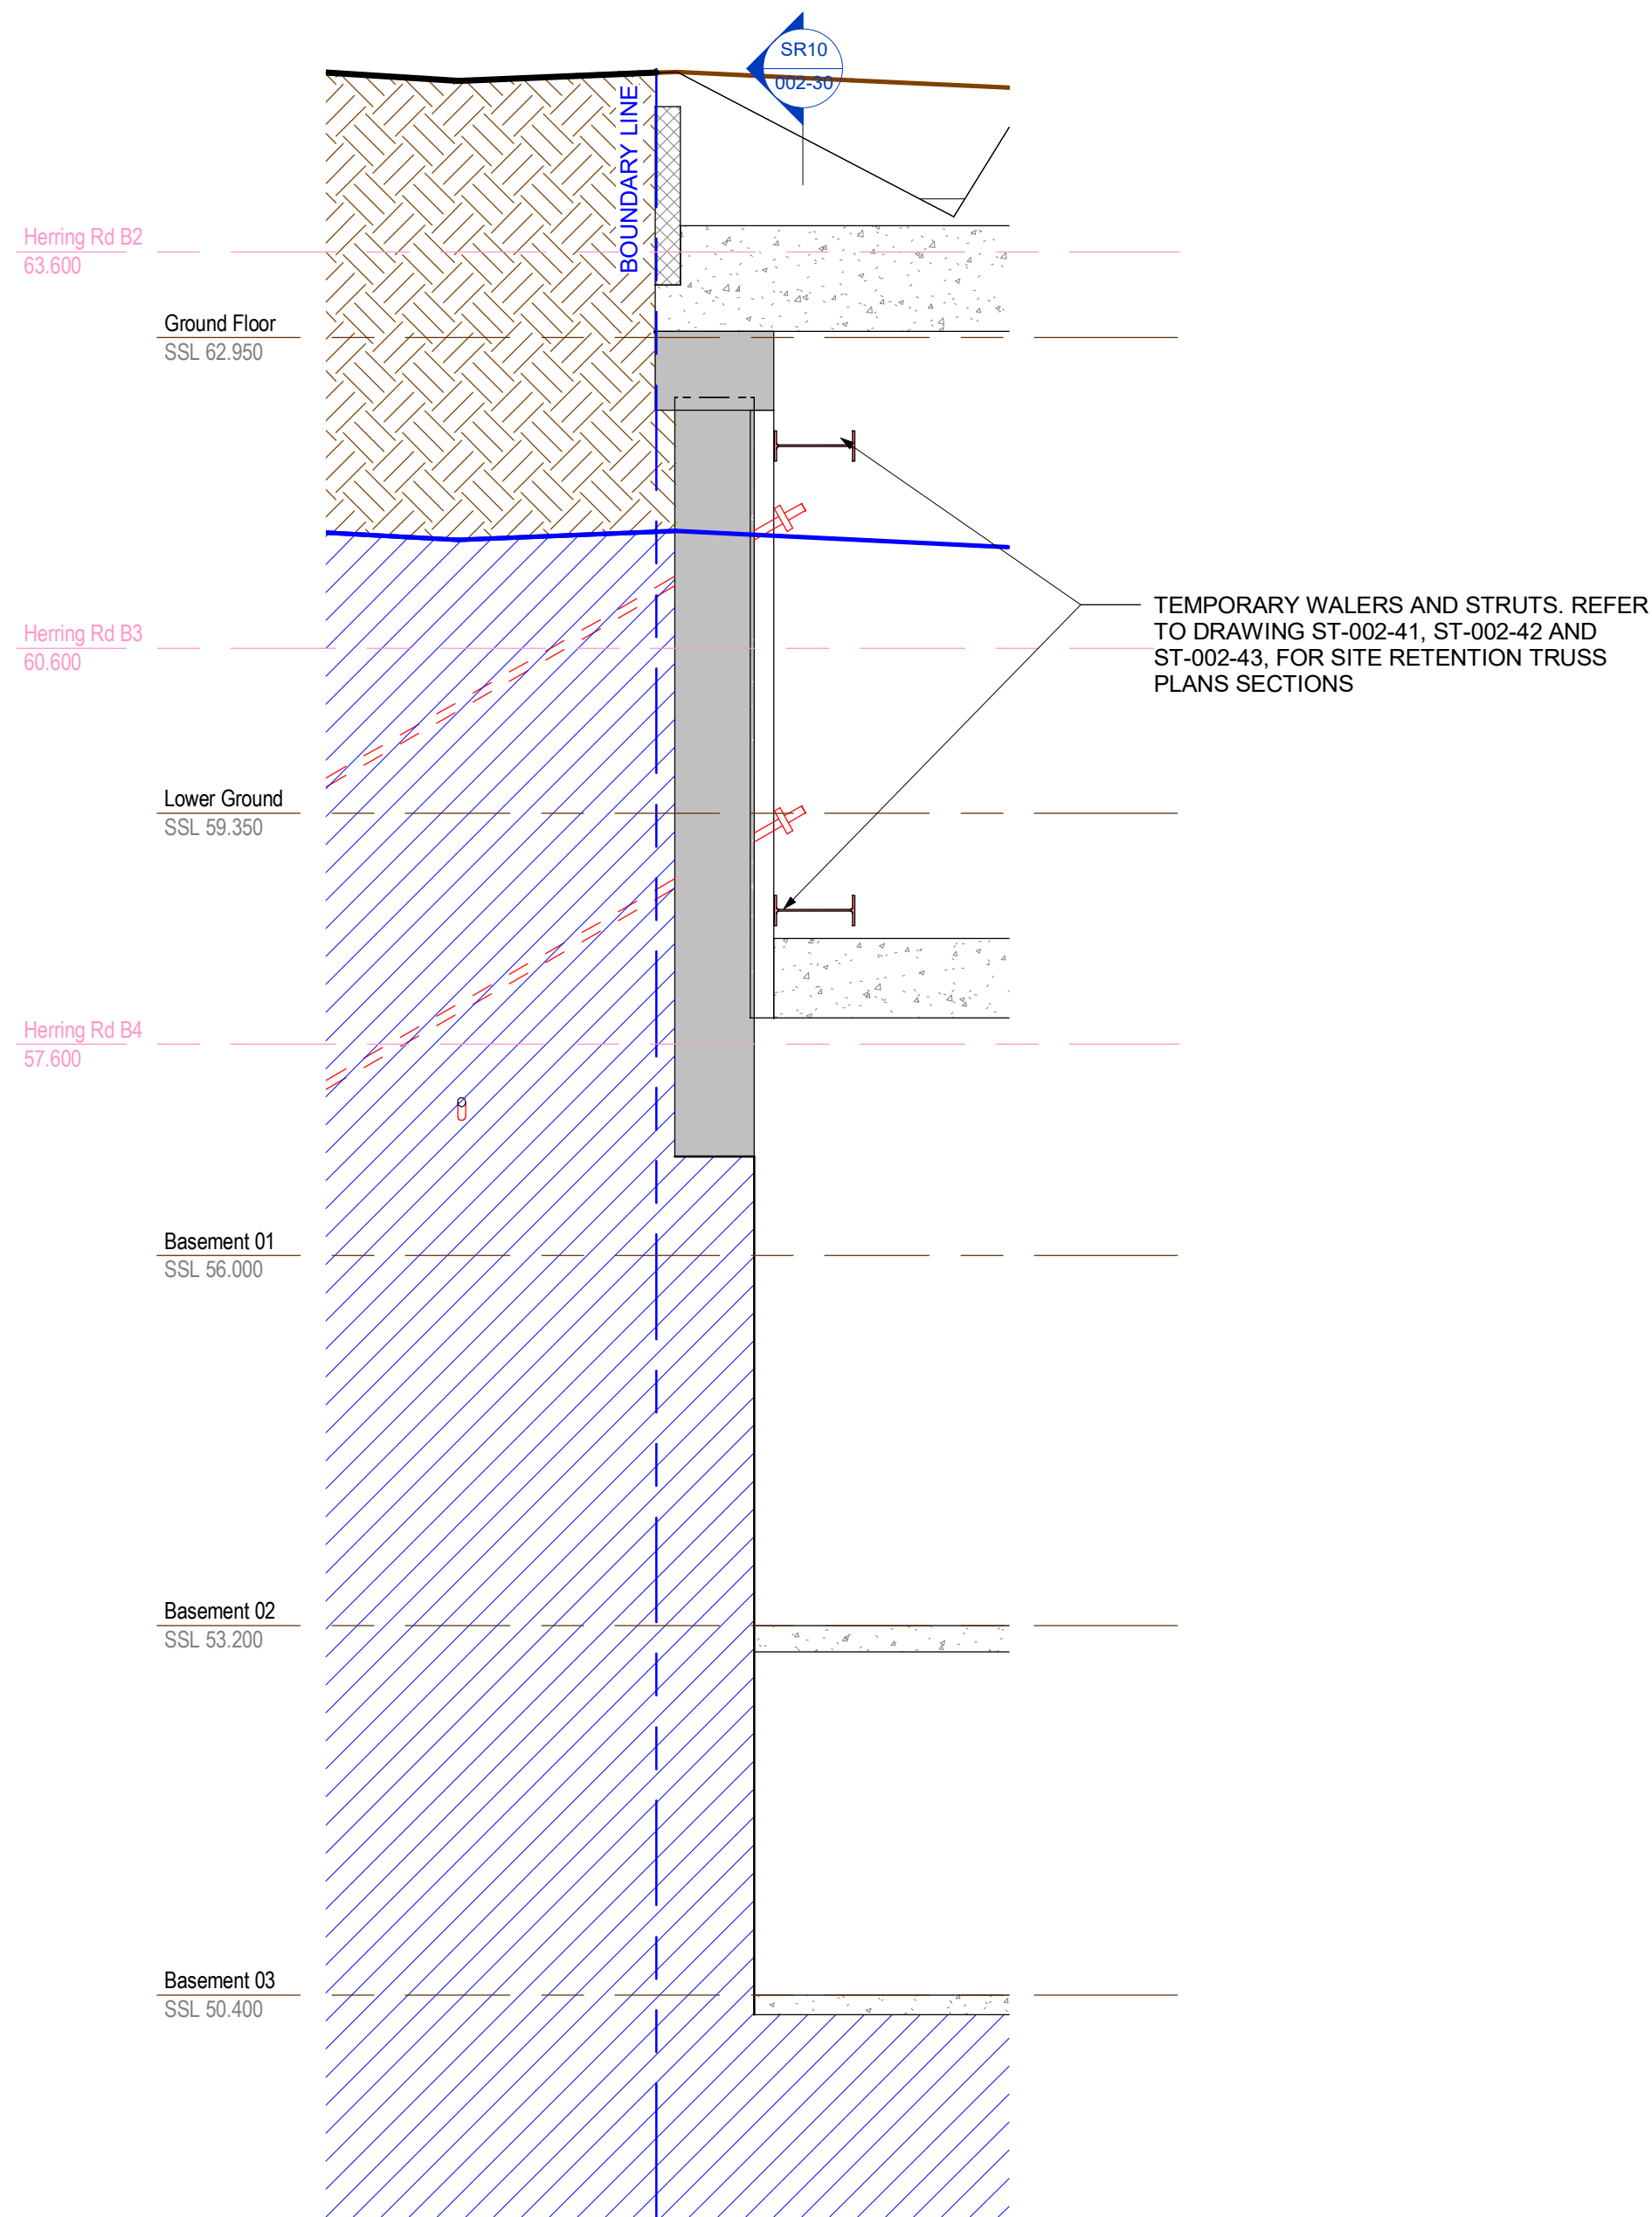 SR10
002-30
BOUNDARY LINE
Herring Rd B2
63.600
Ground Floor
SSL 62.950
TEMPORARY WALERS AND STRUTS. REFER
TO DRAWING ST-002-41, ST-002-42 AND
ST-002-43, FOR SITE RETENTION TRUSS
PLANS SECTIONS
Herring Rd B3
60.600
Lower Ground
SSL 59.350
Herring Rd B4
57.600
Basement 01
SSL 56.000
Basement 02
SSL 53.200
Basement 03
SSL 50.400